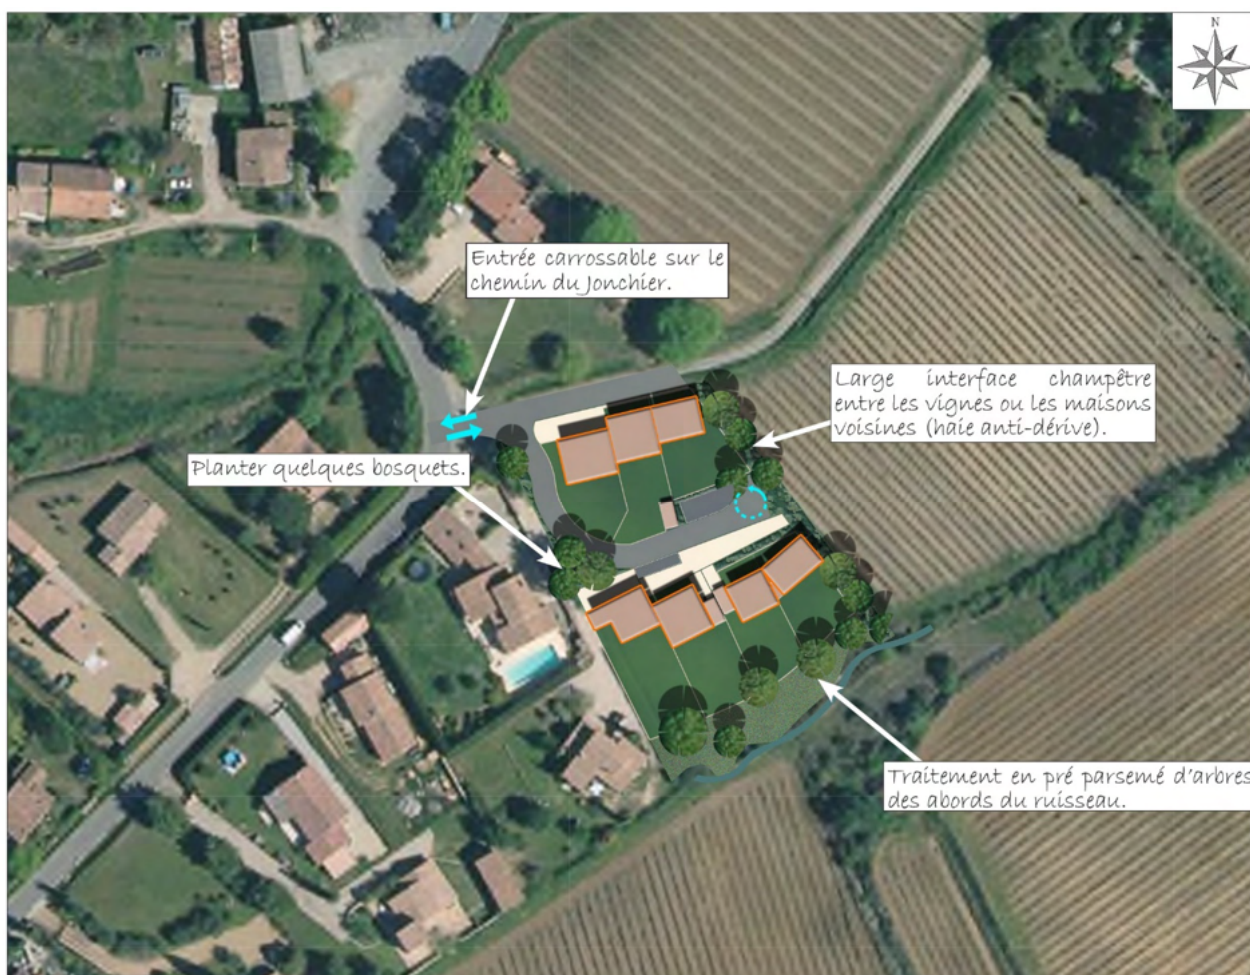 N
Entrée carrossable sur le
chemin du Jonchier.
Large interface champêtre
entre les vignes ou les maisons
voisines (haie anti-dérive).
Planter quelques bosquets.
Traitement en pré parsemé d'arbres
des abords du ruisseau.